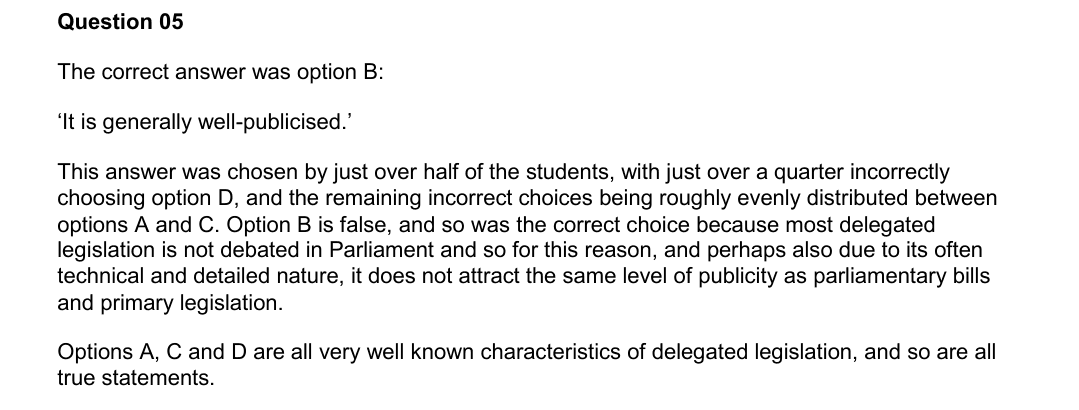 Question 05
The correct answer was option B:
‘It is generally well-publicised.’
This answer was chosen by just over half of the students, with just over a quarter incorrectly
choosing option D, and the remaining incorrect choices being roughly evenly distributed between
options A and C. Option B is false, and so was the correct choice because most delegated
legislation is not debated in Parliament and so for this reason, and perhaps also due to its often
technical and detailed nature, it does not attract the same level of publicity as parliamentary bills
and primary legislation.
Options A, C and D are all very well known characteristics of delegated legislation, and so are all
true statements.